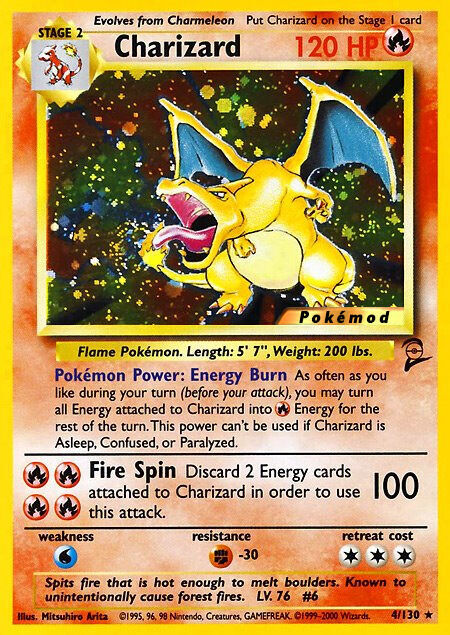 Evolves from Charmeleon Put Charizard on the Stage 1 card
STAGE 2
Charizard 120 HP
Pokémod
Flame Pokémon. Length: 5' 7", Weight: 200 lbs.
Pokémon Power: Energy Burn As often as you
like during your turn (before your attack), you may turn
all Energy attached to Charizard into Energy for the
rest of the turn. This power can't be used if Charizard is
Asleep, Confused, or Paralyzed.
Fire Spin Discard 2 Energy cards
attached to Charizard in order to use 100
this attack.
weakness resistance retreat cost
-30
Spits fire that is hot enough to melt boulders. Known to
unintentionally cause forest fires. LV. 76 #6
Illus. Mitsuhiro Arita ©1995, 96, 98 Nintendo, Creatures, GAMEFREAK. ©1999-2000 Wizards. 4/130 ★